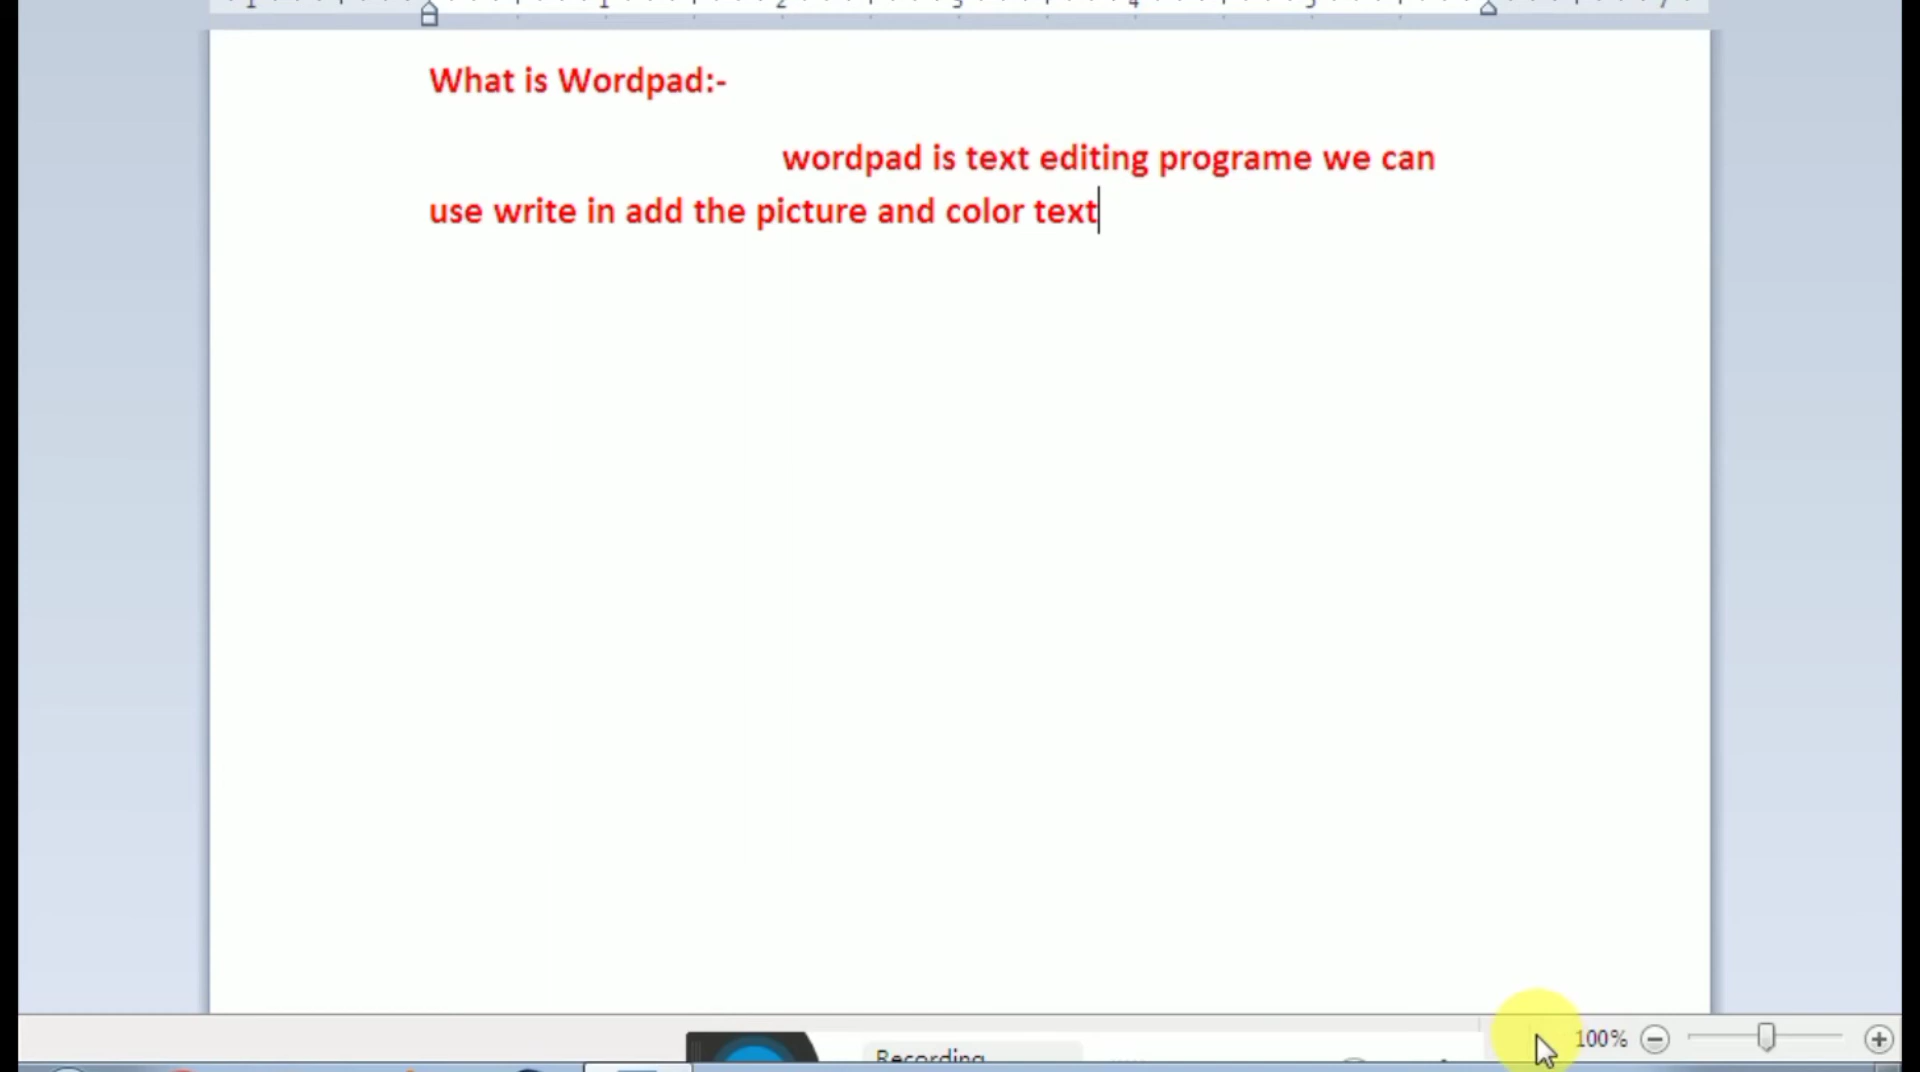 What is Wordpad:-
wordpad is text editing programe we can
use write in add the picture and color text
Recording
100%